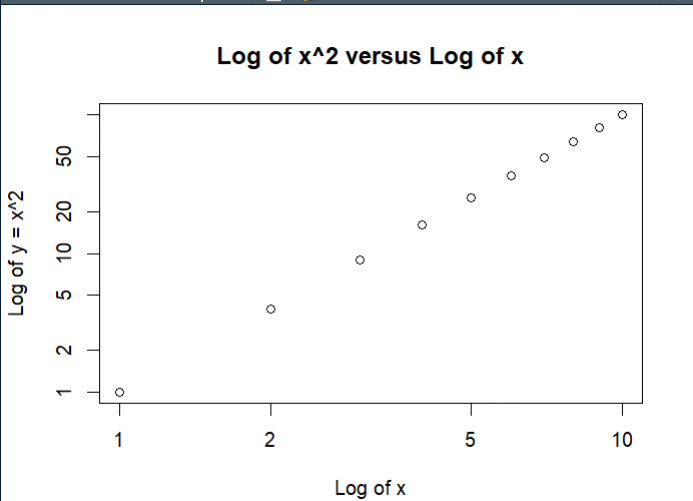 Log of x^2 versus Log of x
Log of y = x^2
50
20
10
5
2
1
1 2 5 10
Log of x